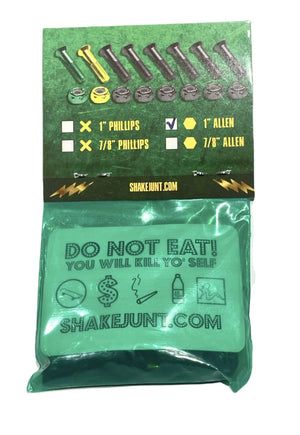 1" PHILLIPS 1" ALLEN
7/8" PHILLIPS 7/8" ALLEN
SHAKEJUNT.COM
DO NOT EAT!
YOU WILL KILL YO' SELF
SHAKEJUNT.COM